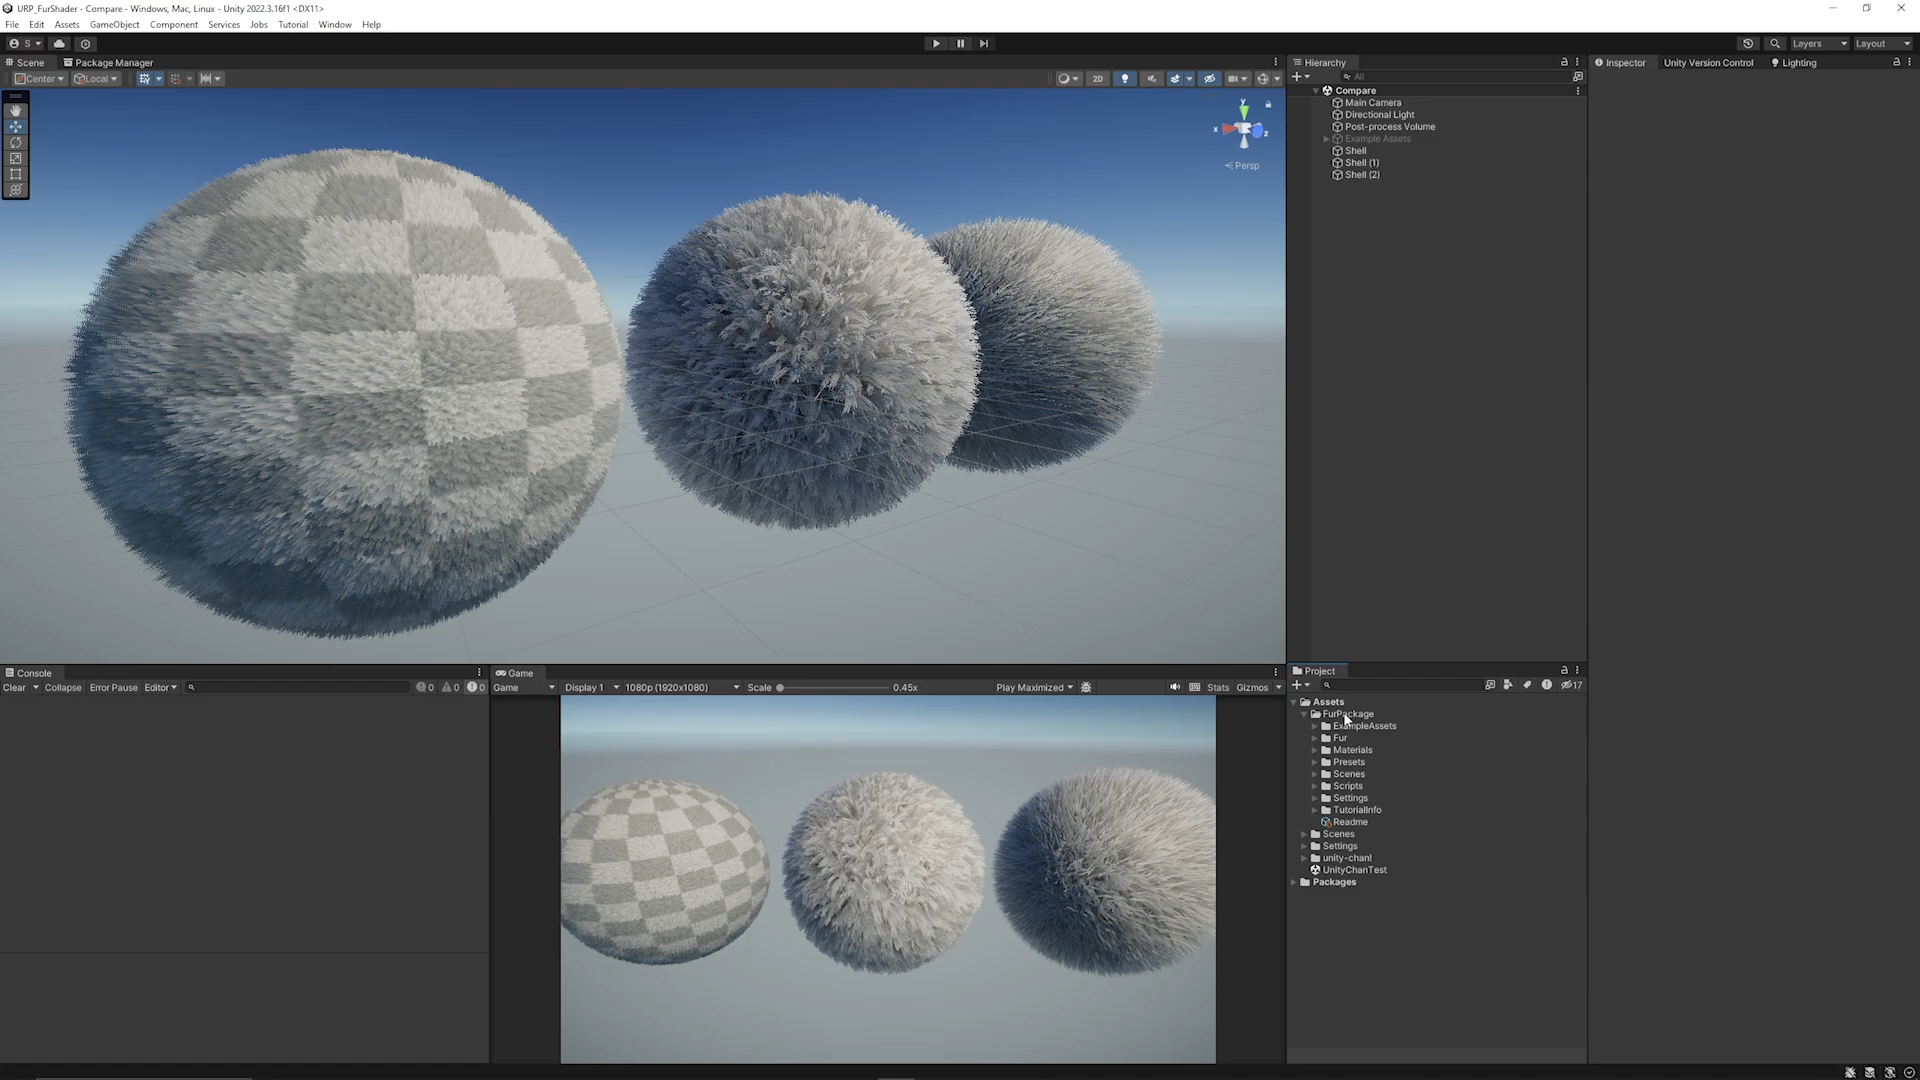 URP_FurShader - Compare - Windows, Mac, Linux - Unity 2022.3.16f1 <DX11>
File Edit Assets GameObject Component Services Jobs Tutorial Window Help
S Layers Layout
Scene Package Manager
Center Local 2D
y
x z
Persp
Hierarchy
All
Compare
Main Camera
Directional Light
Post-process Volume
Example Assets
Shell
Shell (1)
Shell (2)
Inspector Unity Version Control Lighting
Console
Clear Collapse Error Pause Editor 0 0 0
Game
Game Display 1 1080p (1920x1080) Scale 0.45x Play Maximized Stats Gizmos
Project
17
Assets
FurPackage
ExampleAssets
Fur
Materials
Presets
Scenes
Scripts
Settings
TutorialInfo
Readme
Scenes
Settings
unity-chan!
UnityChanTest
Packages